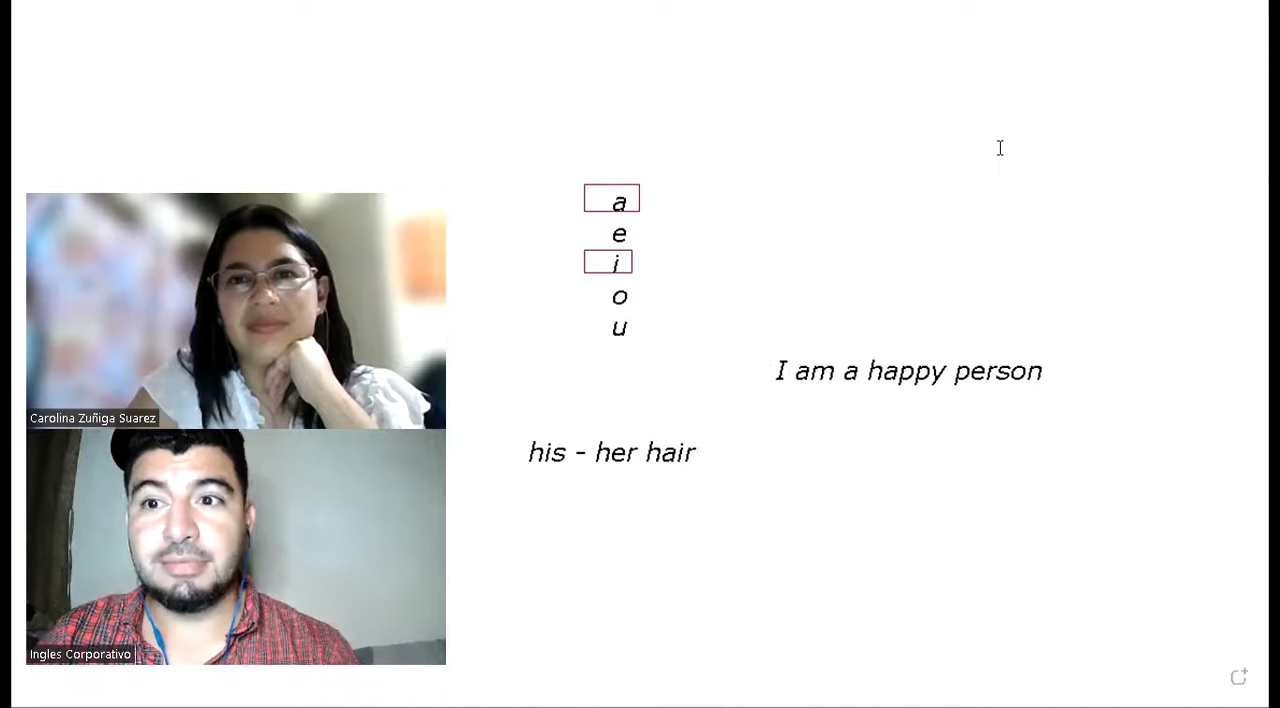 a
e
i
o
u
I am a happy person
his - her hair
Carolina Zuñiga Suarez
Ingles Corporativo